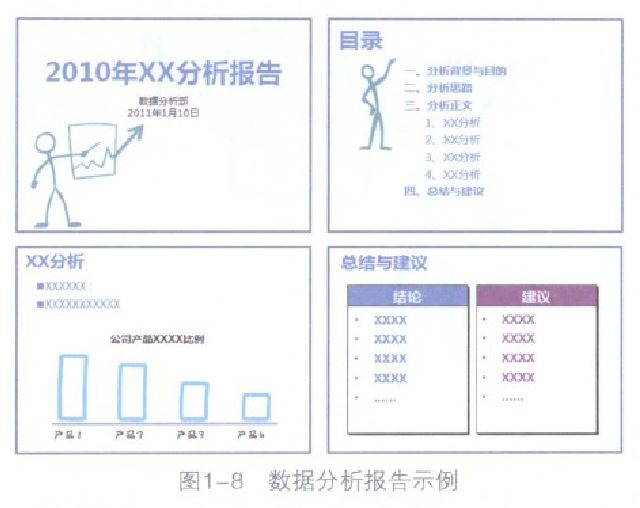 2010年XX分析报告
数据分析部
2011年1月10日
目录
一、分析背景与目的
二、分析思路
三、分析正文
1、XX分析
2、XX分析
3、XX分析
4、XX分析
四、总结与建议
XX分析
■XXXXXX：
■XXXXXXXXXXX
公司产品XXXX比例
产品1
产品2
产品3
产品4
总结与建议
结论
• XXXX
• XXXX
• XXXX
• XXXX
• ……
建议
• XXXX
• XXXX
• XXXX
• XXXX
• ……
图1-8 数据分析报告示例